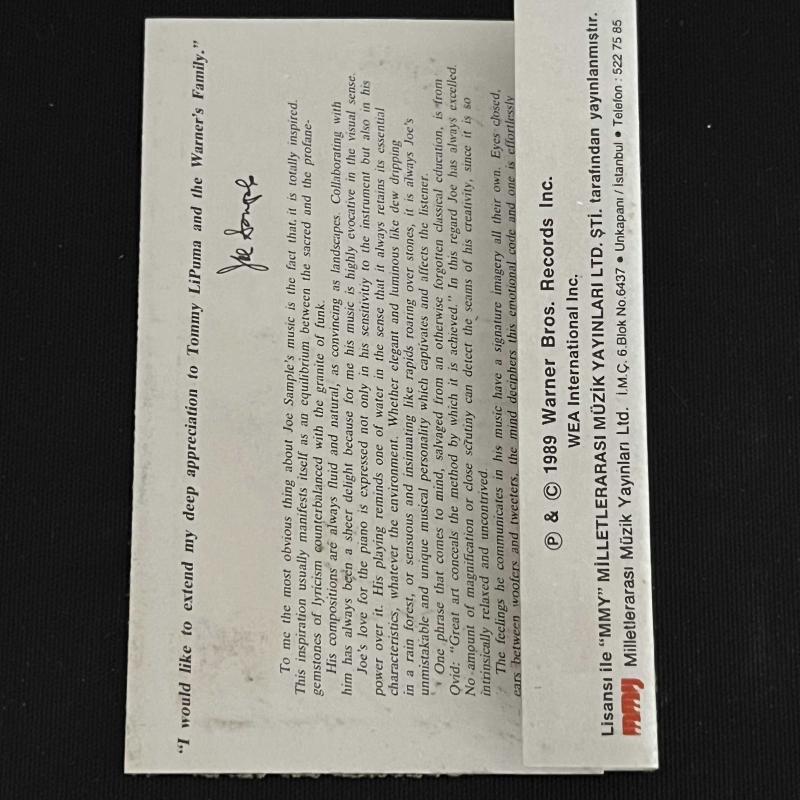 "I would like to extend my deep appreciation to Tommy LiPuma and the Warner's Family."
Joe Sample
To me the most obvious thing about Joe Sample's music is the fact that, it is totally inspired.
This inspiration usually manifests itself as an equilibrium between the sacred and the profane-
gemstones of lyricism counterbalanced with the granite of funk.
His compositions are always fluid and natural, as convincing as landscapes. Collaborating with
him has always been a sheer delight because for me his music is highly evocative in the visual sense.
Joe's love for the piano is expressed not only in his sensitivitiy to the instrument but also in his
power over it. His playing reminds one of water in the sense that it always retains its essential
characteristics, whatever the environment. Whether elegant and luminous like dew dripping
in a rain forest, or sensuous and insinuating like rapids roaring over stones, it is always Joe's
unmistakable and unique musical personality which captivates and affects the listener.
One phrase that comes to mind, salvaged from an otherwise forgotten classical education, is from
Ovid: "Great art conceals the method by which it is achieved." In this regard Joe has always excelled.
No amount of magnification or close scrutiny can detect the seams of his creativity, since it is so
intrinsically relaxed and uncontrived.
The feelings he communicates in his music have a signature imagery all their own. Eyes closed,
ears between woofers and tweeters, the mind deciphers this emotional code and one is effortlessly
Ⓟ & © 1989 Warner Bros. Records Inc.
WEA International Inc.
Lisansı ile "MMY" MİLLETLERARASI MÜZİK YAYINLARI LTD. ŞTİ. tarafından yayınlanmıştır.
mmy Milletlerarası Müzik Yayınları Ltd. İ.M.Ç. 6.Blok No.6437 ● Unkapanı / İstanbul ● Telefon : 522 75 85